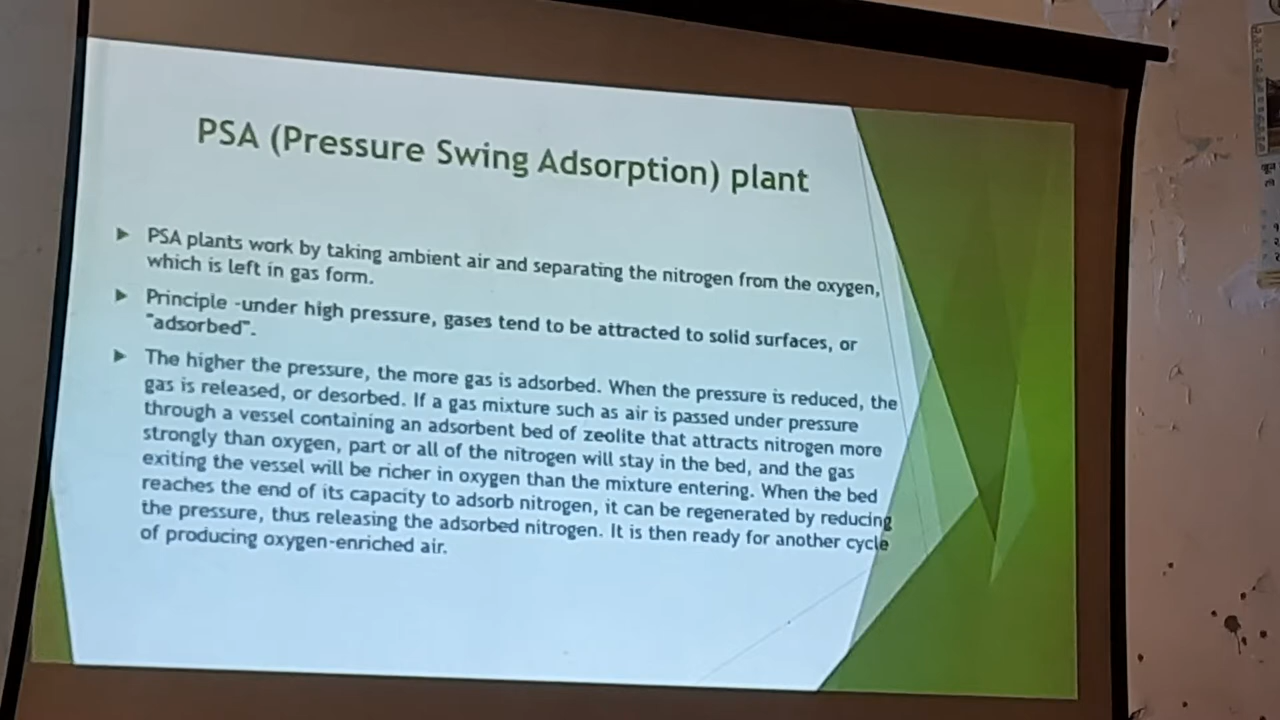 PSA (Pressure Swing Adsorption) plant
PSA plants work by taking ambient air and separating the nitrogen from the oxygen,
which is left in gas form.
Principle -under high pressure, gases tend to be attracted to solid surfaces, or
"adsorbed".
The higher the pressure, the more gas is adsorbed. When the pressure is reduced, the
gas is released, or desorbed. If a gas mixture such as air is passed under pressure
through a vessel containing an adsorbent bed of zeolite that attracts nitrogen more
strongly than oxygen, part or all of the nitrogen will stay in the bed, and the gas
exiting the vessel will be richer in oxygen than the mixture entering. When the bed
reaches the end of its capacity to adsorb nitrogen, it can be regenerated by reducing
the pressure, thus releasing the adsorbed nitrogen. It is then ready for another cycle
of producing oxygen-enriched air.